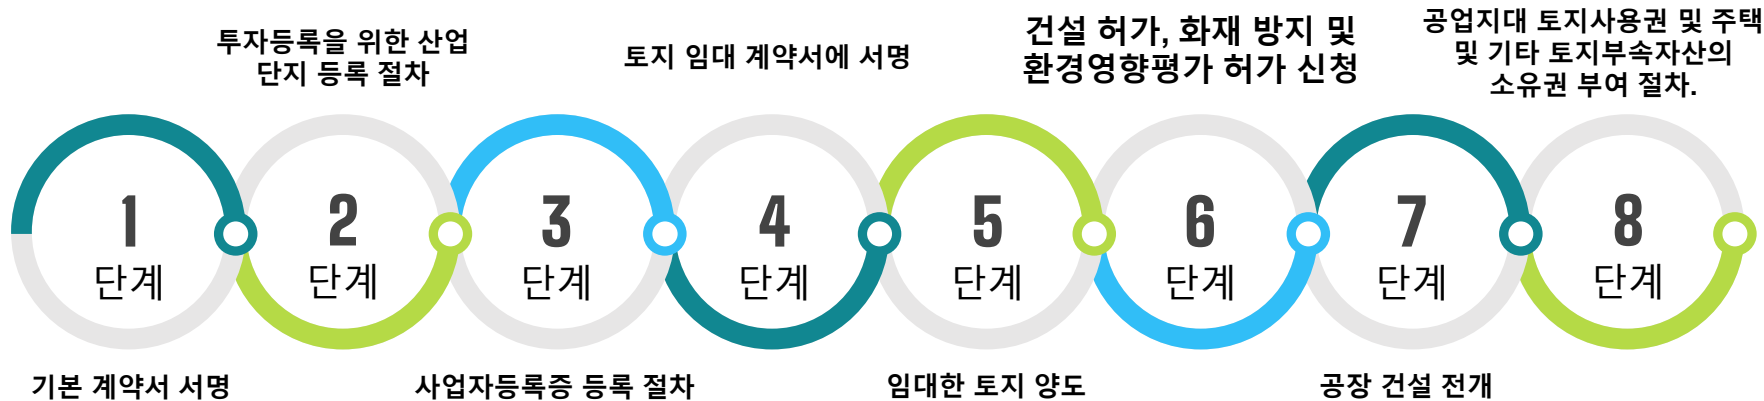 투자등록을 위한 산업
단지 등록 절차
토지 임대 계약서에 서명
건설 허가, 화재 방지 및
환경영향평가 허가 신청
공업지대 토지사용권 및 주택
및 기타 토지부속자산의
소유권 부여 절차.
1
단계
2
단계
3
단계
4
단계
5
단계
6
단계
7
단계
8
단계
기본 계약서 서명
사업자등록증 등록 절차
임대한 토지 양도
공장 건설 전개